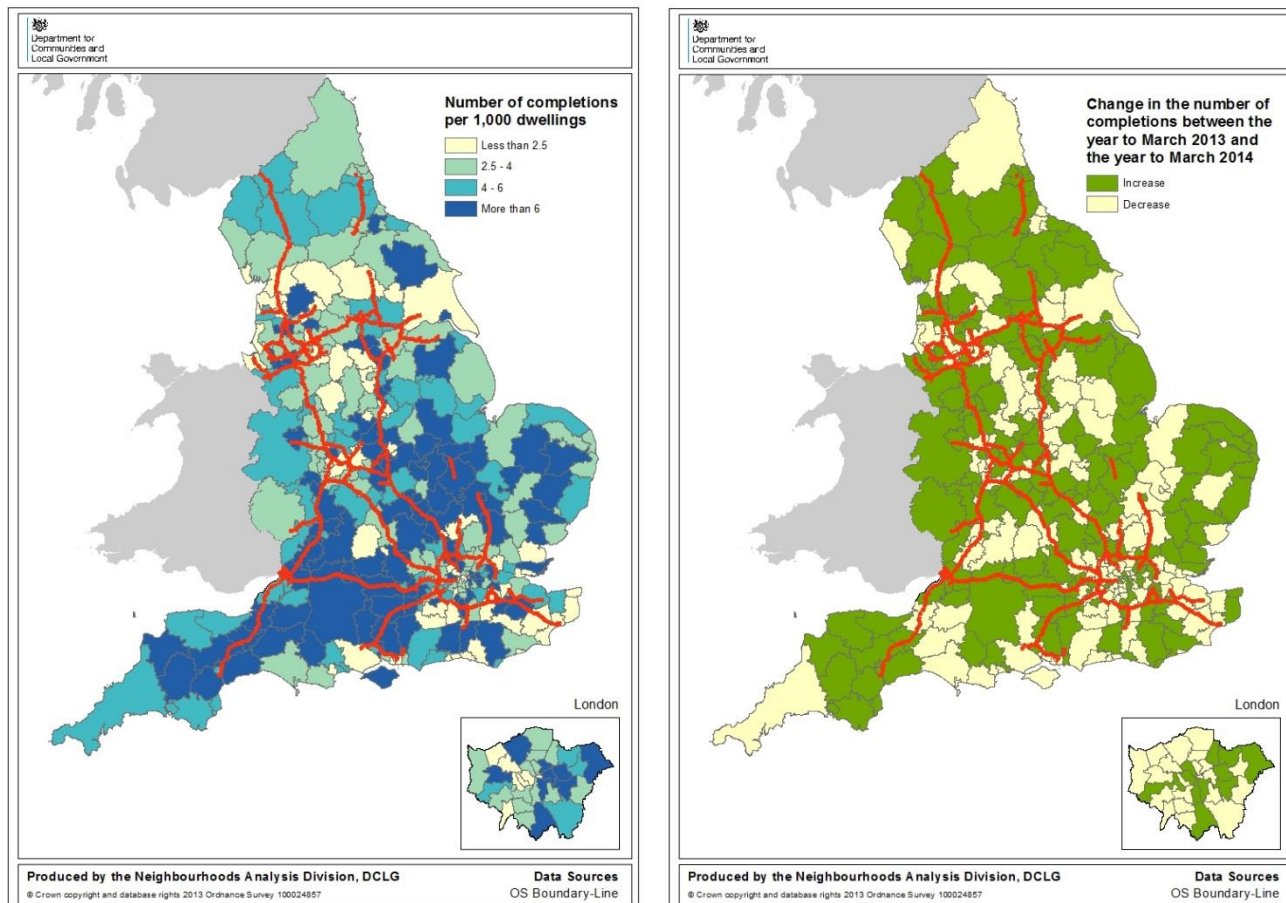 Department for
Communities and
Local Government
Number of completions
per 1,000 dwellings
Less than 2.5
2.5 - 4
4 - 6
More than 6
London
Produced by the Neighbourhoods Analysis Division, DCLG
Data Sources
© Crown copyright and database rights 2013 Ordnance Survey 100024857
OS Boundary-Line
Department for
Communities and
Local Government
Change in the number of
completions between the
year to March 2013 and
the year to March 2014
Increase
Decrease
London
Produced by the Neighbourhoods Analysis Division, DCLG
Data Sources
© Crown copyright and database rights 2013 Ordnance Survey 100024857
OS Boundary-Line